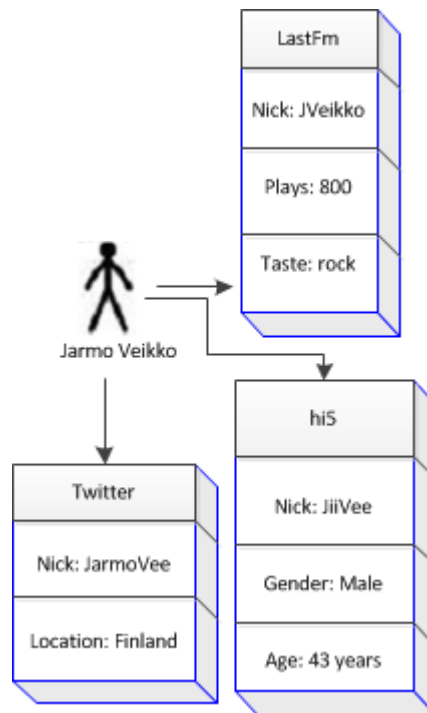 LastFm
Nick: JVeikko
Plays: 800
Taste: rock
Jarmo Veikko
hi5
Nick: JiiVee
Gender: Male
Age: 43 years
Twitter
Nick: JarmoVee
Location: Finland